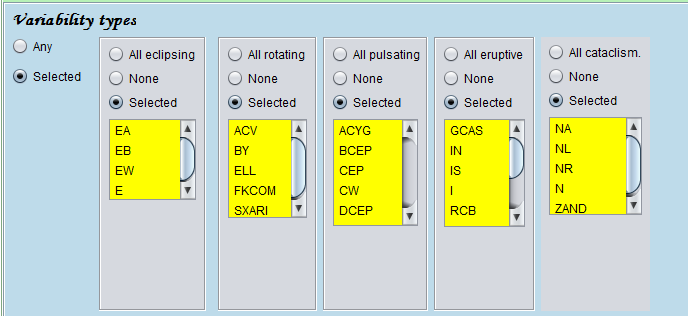 Variability types
Any
Selected
All eclipsing
None
Selected
EA
EB
EW
E
All rotating
None
Selected
ACV
BY
ELL
FKCOM
SXARI
All pulsating
None
Selected
ACYG
BCEP
CEP
CW
DCEP
All eruptive
None
Selected
GCAS
IN
IS
I
RCB
All cataclism.
None
Selected
NA
NL
NR
N
ZAND